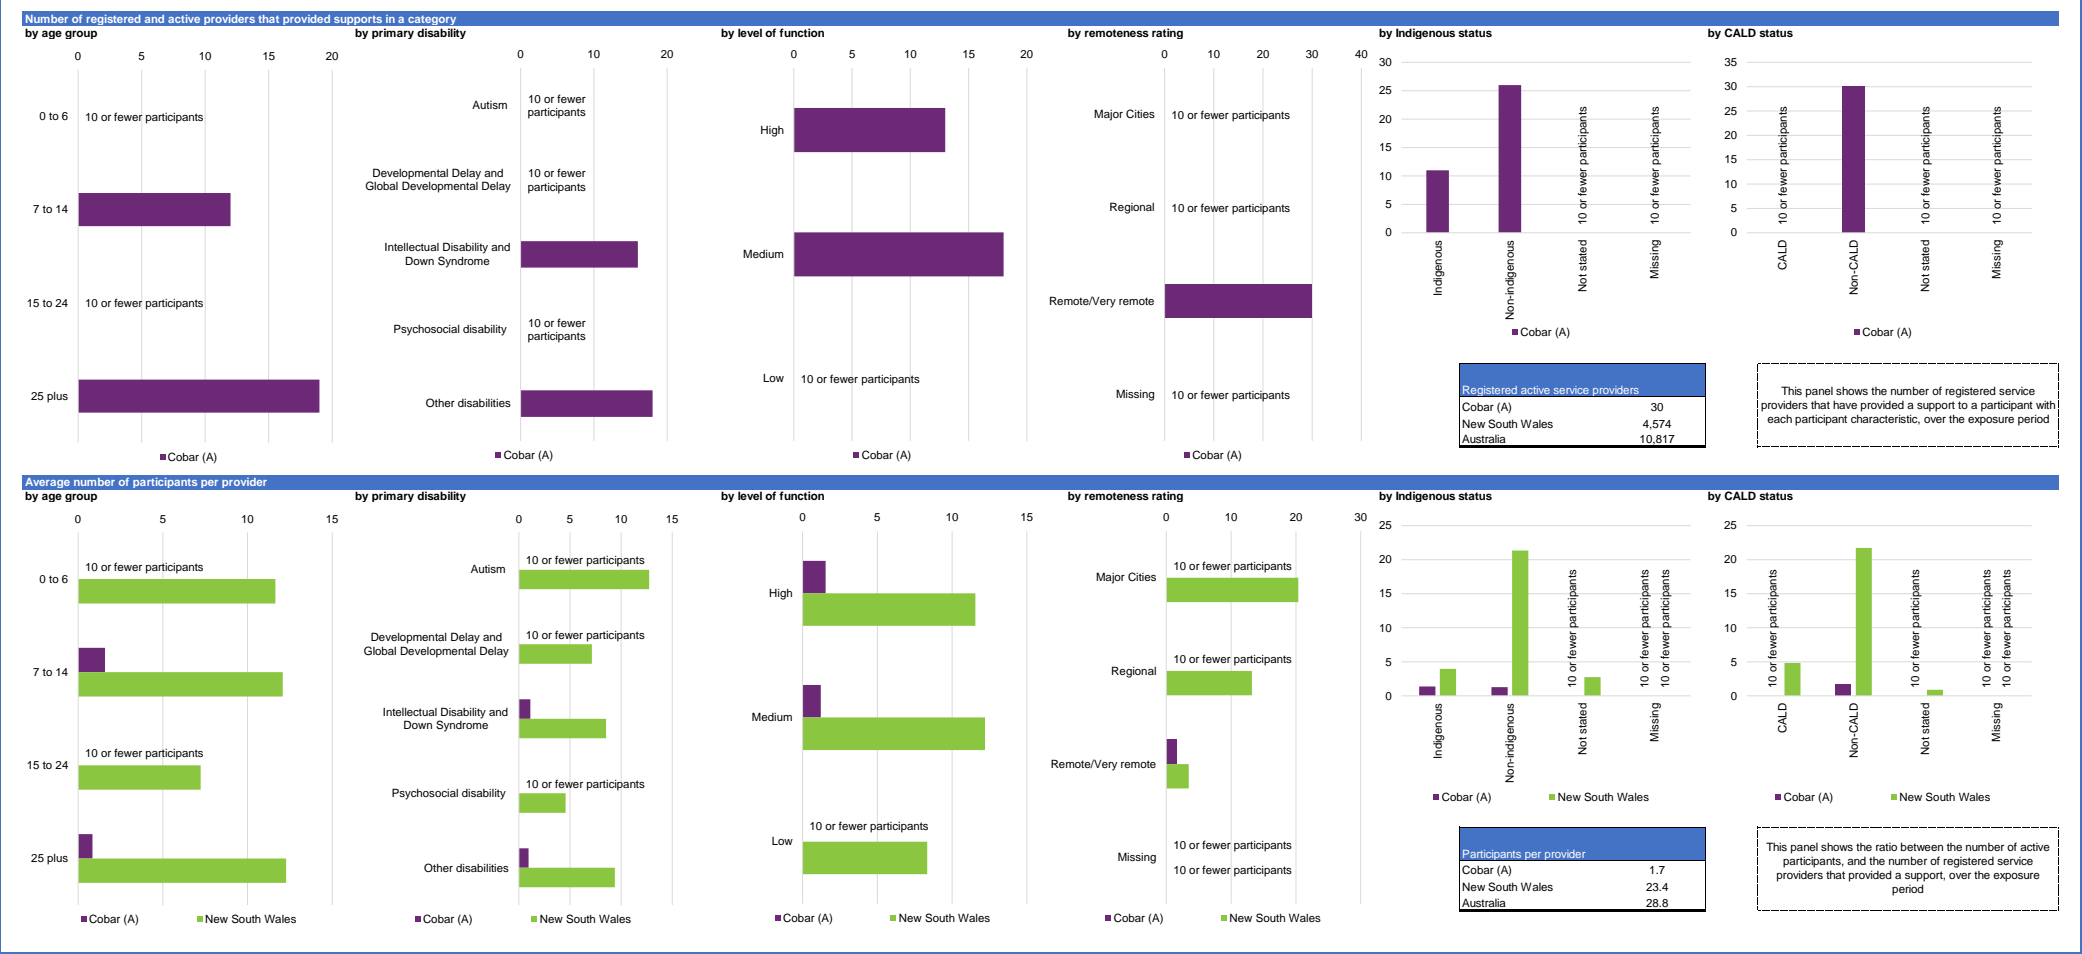 Number of registered and active providers that provided supports in a category
by age group
0 5 10 15 20
0 to 6 10 or fewer participants
7 to 14
15 to 24 10 or fewer participants
25 plus
Cobar (A)
by primary disability
0 10 20
Autism 10 or fewer
participants
Developmental Delay and
Global Developmental Delay
10 or fewer
participants
Intellectual Disability and
Down Syndrome
Psychosocial disability 10 or fewer
participants
Other disabilities
Cobar (A)
by level of function
0 5 10 15 20
High
Medium
Low 10 or fewer participants
Cobar (A)
by remoteness rating
0 10 20 30 40
Major Cities 10 or fewer participants
Regional 10 or fewer participants
Remote/Very remote
Missing 10 or fewer participants
Cobar (A)
by Indigenous status
30
25
20
15
10
5
0
10 or fewer participants
10 or fewer participants
Indigenous
Non-indigenous
Not stated
Missing
Cobar (A)
by CALD status
35
30
25
20
15
10
5
0
10 or fewer participants
10 or fewer participants
10 or fewer participants
CALD
Non-CALD
Not stated
Missing
Cobar (A)
Registered active service providers
Cobar (A) 30
New South Wales 4,574
Australia 10,817
This panel shows the number of registered service
providers that have provided a support to a participant with
each participant characteristic, over the exposure period
Average number of participants per provider
by age group
0 5 10 15
10 or fewer participants
0 to 6
7 to 14
10 or fewer participants
15 to 24
25 plus
Cobar (A) New South Wales
by primary disability
0 5 10 15
10 or fewer participants
Autism
10 or fewer participants
Developmental Delay and
Global Developmental Delay
Intellectual Disability and
Down Syndrome
10 or fewer participants
Psychosocial disability
Other disabilities
Cobar (A) New South Wales
by level of function
0 5 10 15
High
Medium
10 or fewer participants
Low
Cobar (A) New South Wales
by remoteness rating
0 10 20 30
10 or fewer participants
Major Cities
10 or fewer participants
Regional
Remote/Very remote
10 or fewer participants
Missing
10 or fewer participants
Cobar (A) New South Wales
by Indigenous status
25
20
15
10
5
0
10 or fewer participants
10 or fewer participants
10 or fewer participants
Indigenous
Non-indigenous
Not stated
Missing
Cobar (A) New South Wales
by CALD status
25
20
15
10
5
0
10 or fewer participants
10 or fewer participants
10 or fewer participants
10 or fewer participants
CALD
Non-CALD
Not stated
Missing
Cobar (A) New South Wales
Participants per provider
Cobar (A) 1.7
New South Wales 23.4
Australia 28.8
This panel shows the ratio between the number of active
participants, and the number of registered service
providers that provided a support, over the exposure
period